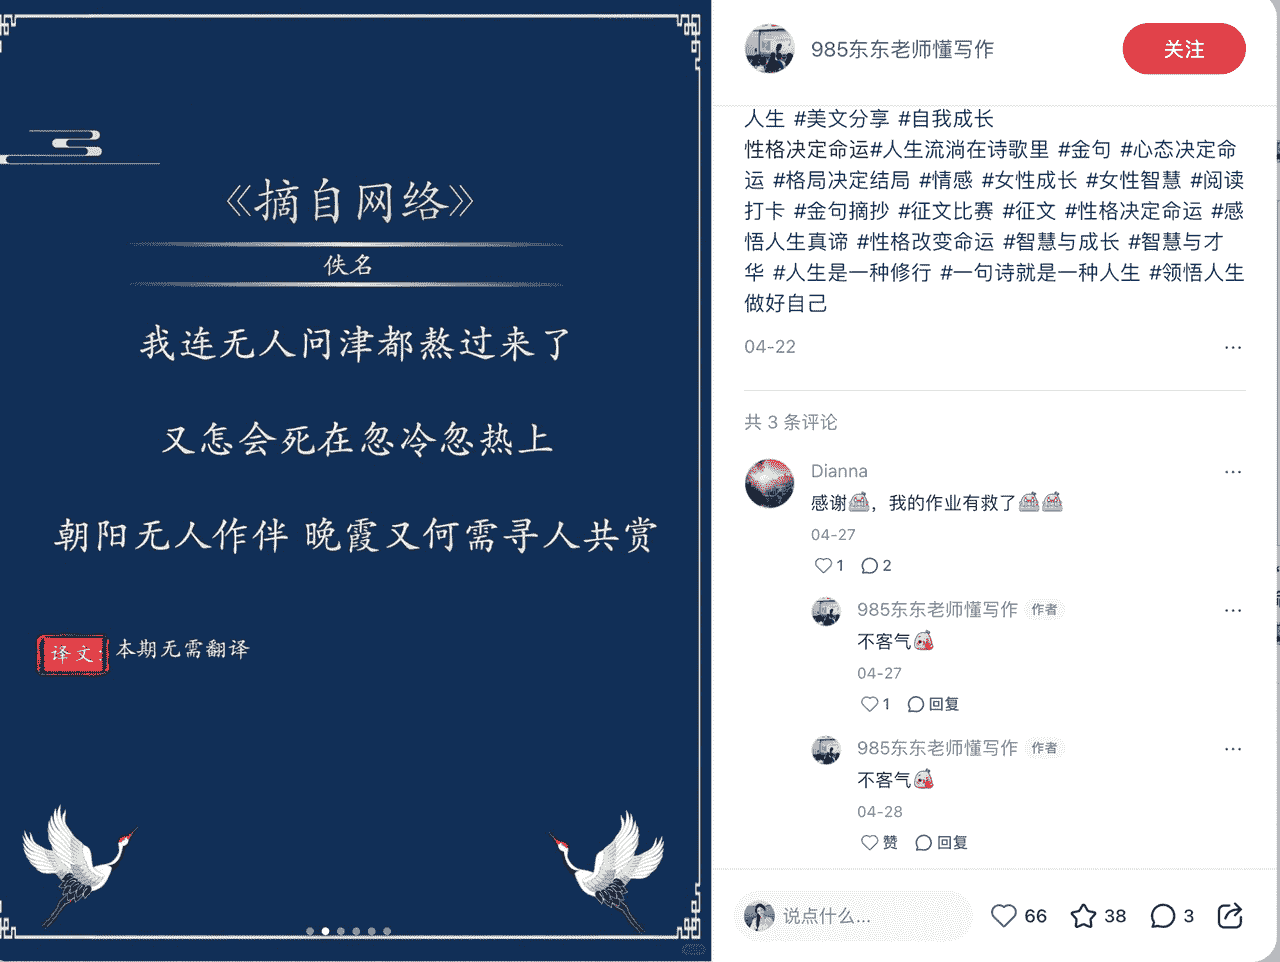 《摘自网络》
佚名
我连无人问津都熬过来了
又怎会死在忽冷忽热上
朝阳无人作伴 晚霞又何需寻人共赏
译文: 本期无需翻译
985东东老师懂写作
关注
人生 #美文分享 #自我成长
性格决定命运#人生流淌在诗歌里 #金句 #心态决定命
运 #格局决定结局 #情感 #女性成长 #女性智慧 #阅读
打卡 #金句摘抄 #征文比赛 #征文 #性格决定命运 #感
悟人生真谛 #性格改变命运 #智慧与成长 #智慧与才
华 #人生是一种修行 #一句诗就是一种人生 #领悟人生
做好自己
04-22
共 3 条评论
Dianna
感谢，我的作业有救了
04-27
1 2
985东东老师懂写作 作者
不客气
04-27
1 回复
985东东老师懂写作 作者
不客气
04-28
赞 回复
说点什么...
66 38 3